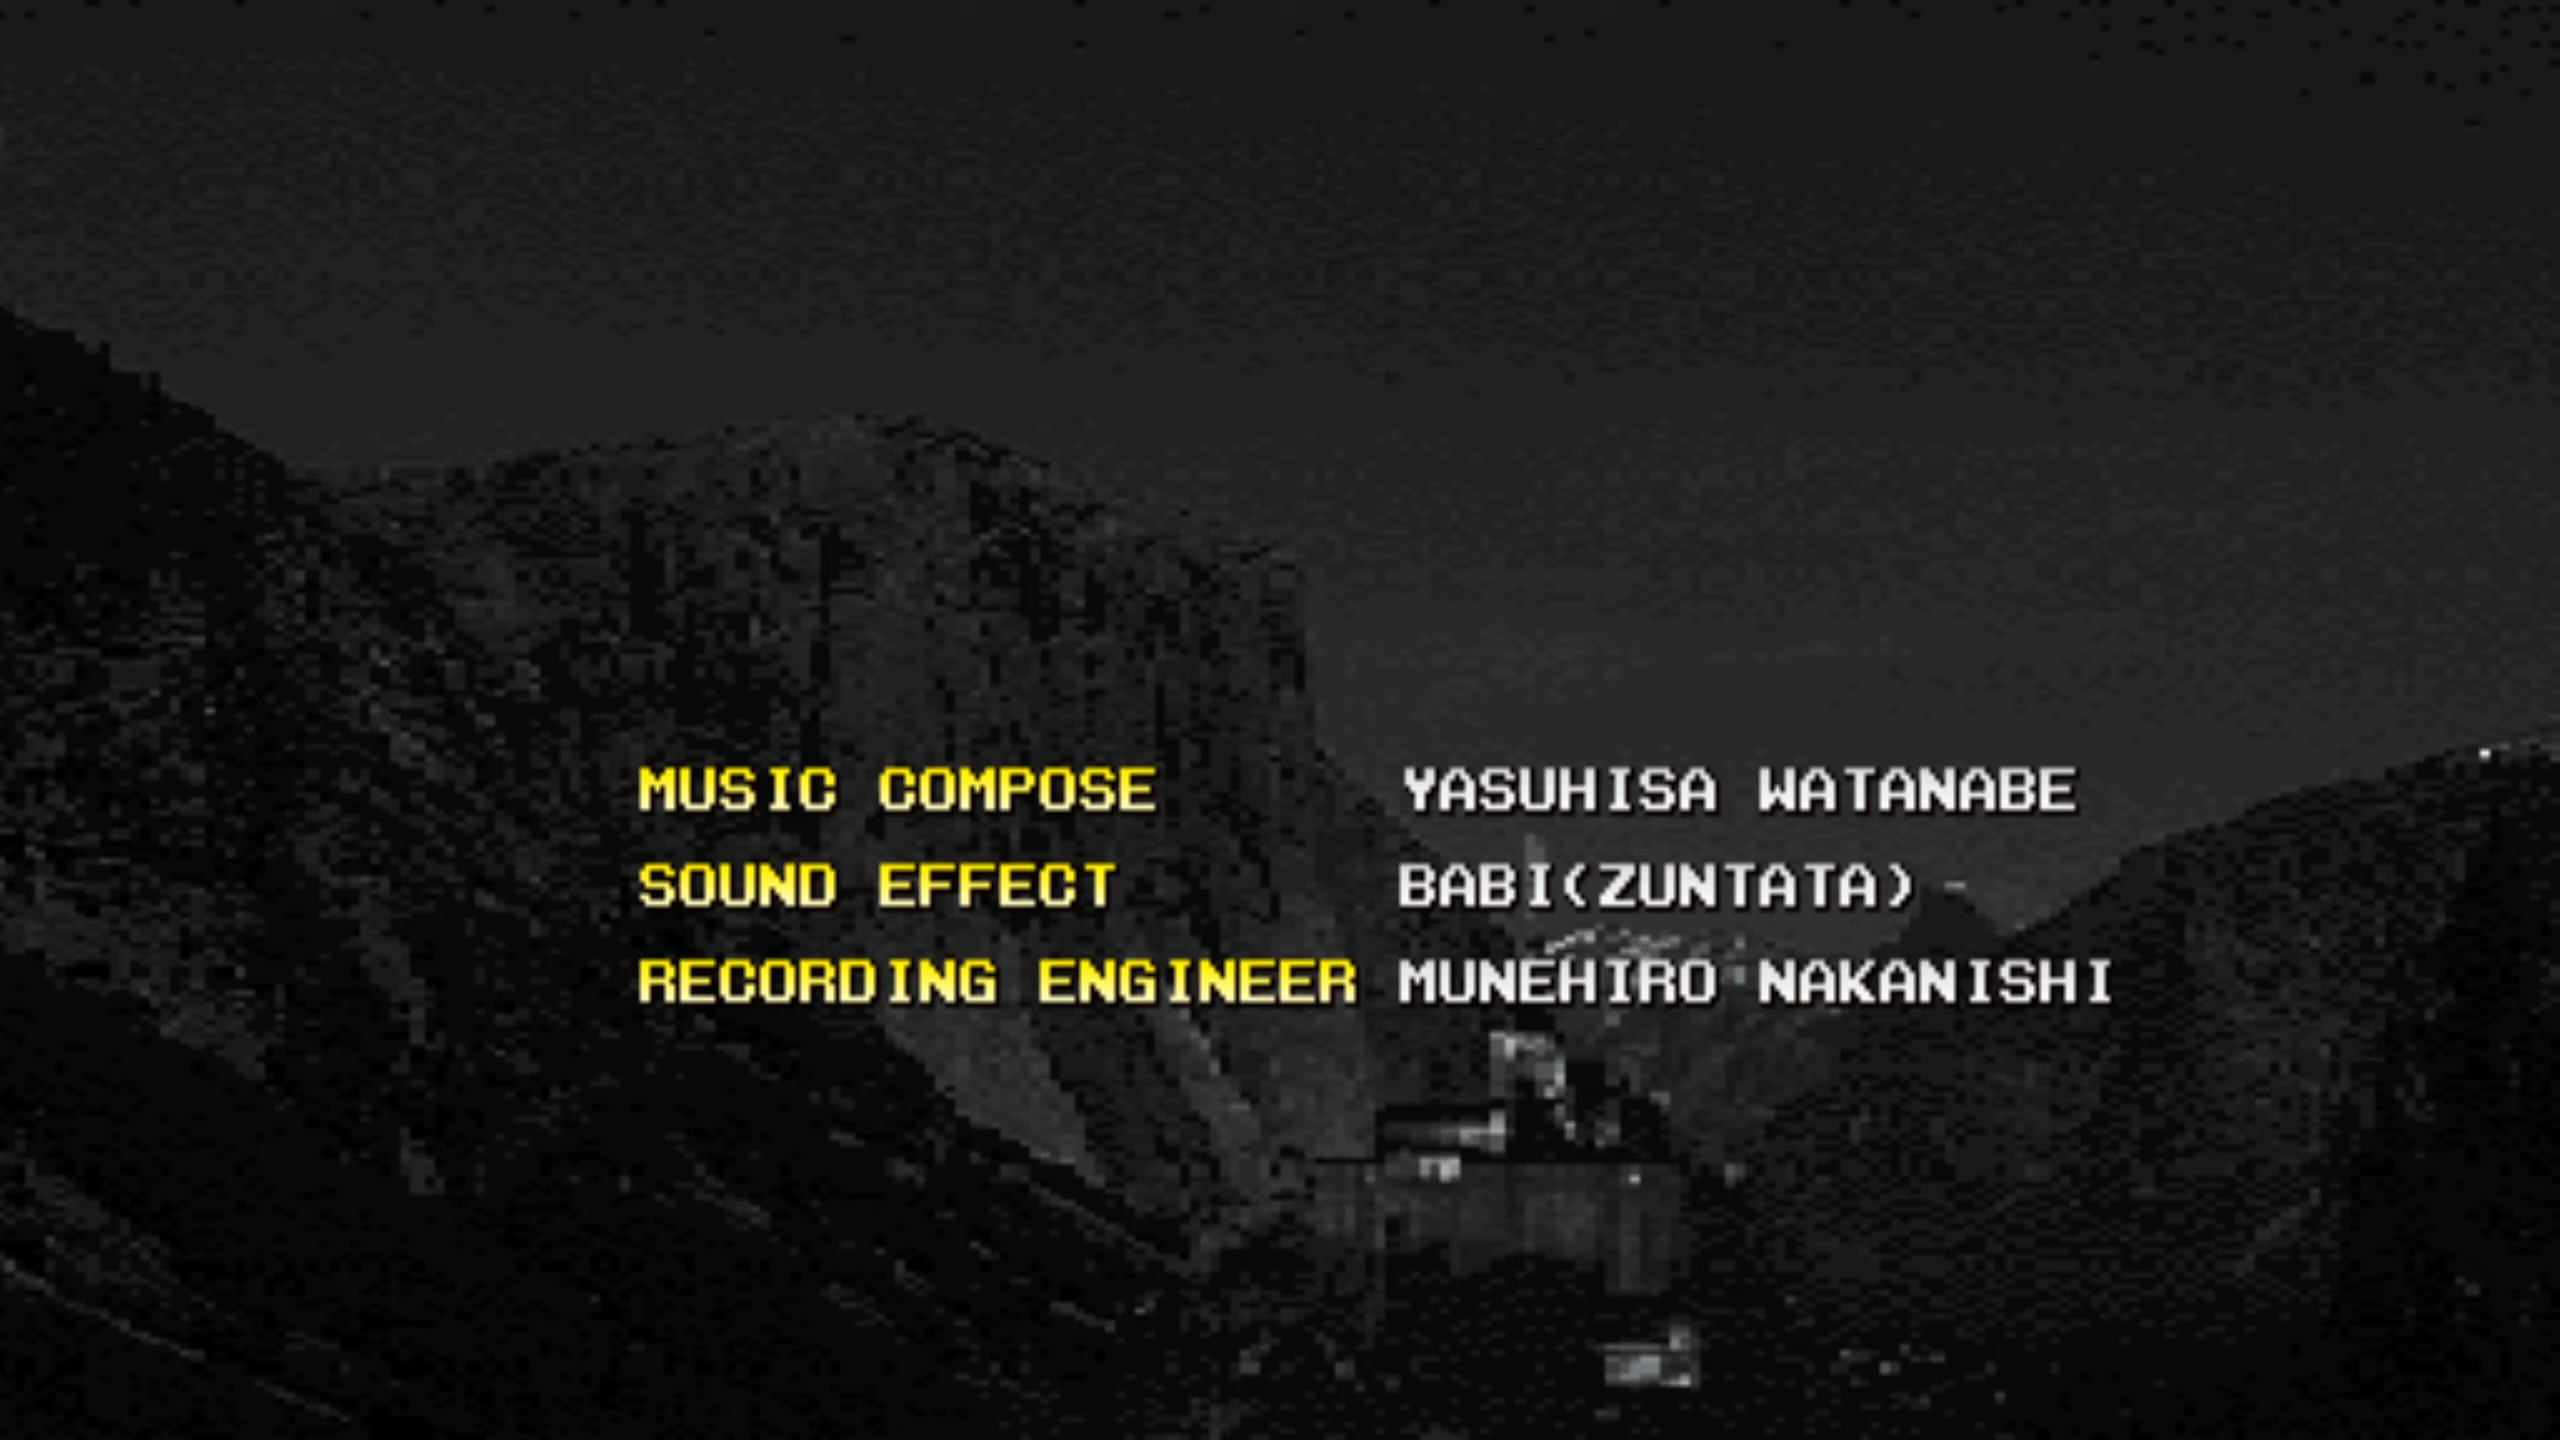 MUSIC COMPOSE YASUHISA WATANABE
SOUND EFFECT BABI(ZUNTATA)
RECORDING ENGINEER MUNEHIRO NAKANISHI